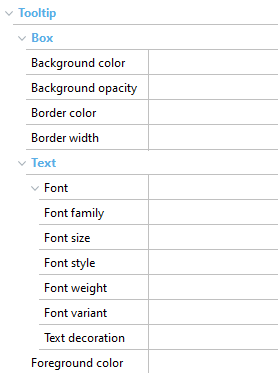 Tooltip
Box
Background color
Background opacity
Border color
Border width
Text
Font
Font family
Font size
Font style
Font weight
Font variant
Text decoration
Foreground color